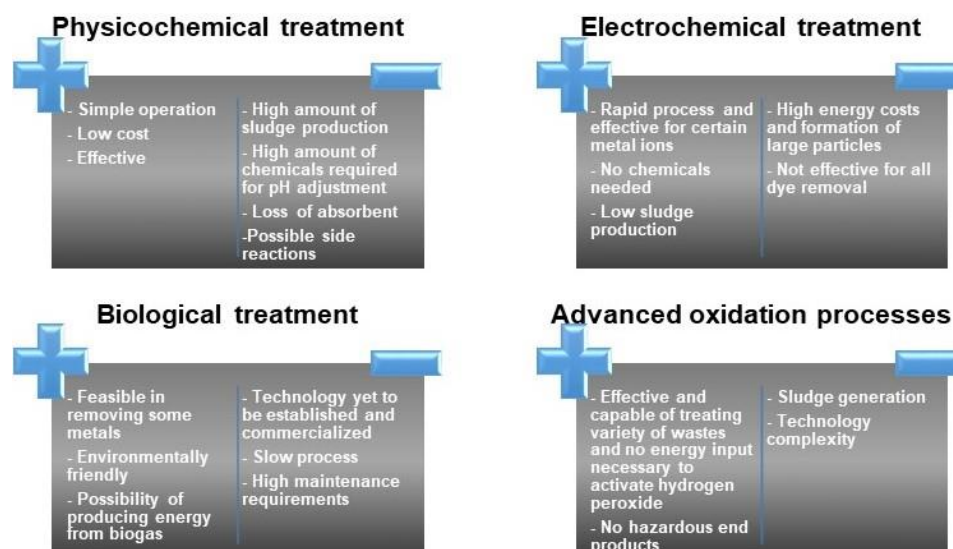 Physicochemical treatment
- Simple operation
- Low cost
- Effective
- High amount of
sludge production
- High amount of
chemicals required
for pH adjustment
- Loss of absorbent
-Possible side
reactions
Electrochemical treatment
- Rapid process and
effective for certain
metal ions
- No chemicals
needed
- Low sludge
production
- High energy costs
and formation of
large particles
- Not effective for all
dye removal
Biological treatment
- Feasible in
removing some
metals
- Environmentally
friendly
- Possibility of
producing energy
from biogas
- Technology yet to
be established and
commercialized
- Slow process
- High maintenance
requirements
Advanced oxidation processes
- Effective and
capable of treating
variety of wastes
and no energy input
necessary to
activate hydrogen
peroxide
- No hazardous end
products
- Sludge generation
- Technology
complexity